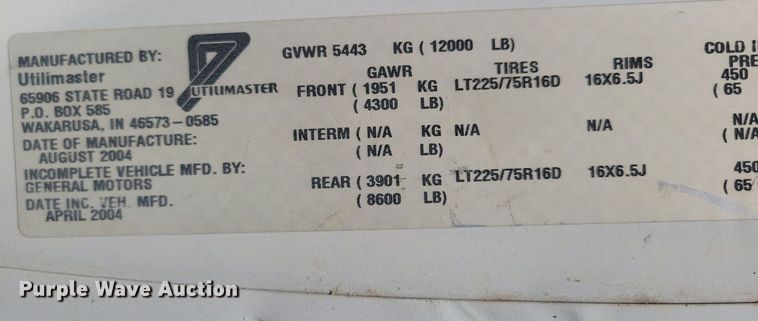 MANUFACTURED BY:
Utilimaster
65906 STATE ROAD 19
P.O. BOX 585
WAKARUSA, IN 46573-0585
DATE OF MANUFACTURE:
AUGUST 2004
INCOMPLETE VEHICLE MFD. BY:
GENERAL MOTORS
DATE INC. VEH. MFD.
APRIL 2004
UTILIMASTER
GVWR 5443 KG ( 12000 LB)
GAWR TIRES RIMS COLD
FRONT ( 1951 KG LT225/75R16D 16X6.5J 450
( 4300 LB) ( 65
INTERM ( N/A KG N/A N/A N/A
( N/A LB) ( N/A
REAR ( 3901 KG LT225/75R16D 16X6.5J 450
( 8600 LB) ( 65
Purple Wave Auction